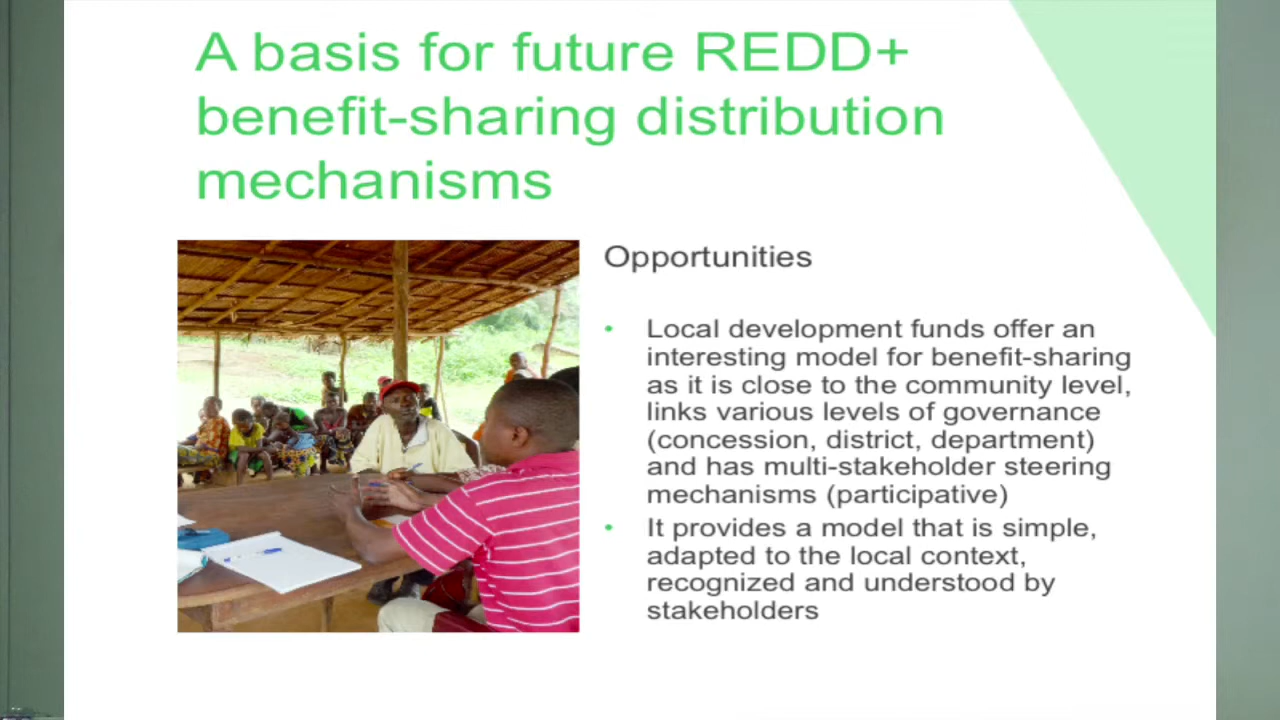 A basis for future REDD+
benefit-sharing distribution
mechanisms
Opportunities
• Local development funds offer an
interesting model for benefit-sharing
as it is close to the community level,
links various levels of governance
(concession, district, department)
and has multi-stakeholder steering
mechanisms (participative)
• It provides a model that is simple,
adapted to the local context,
recognized and understood by
stakeholders